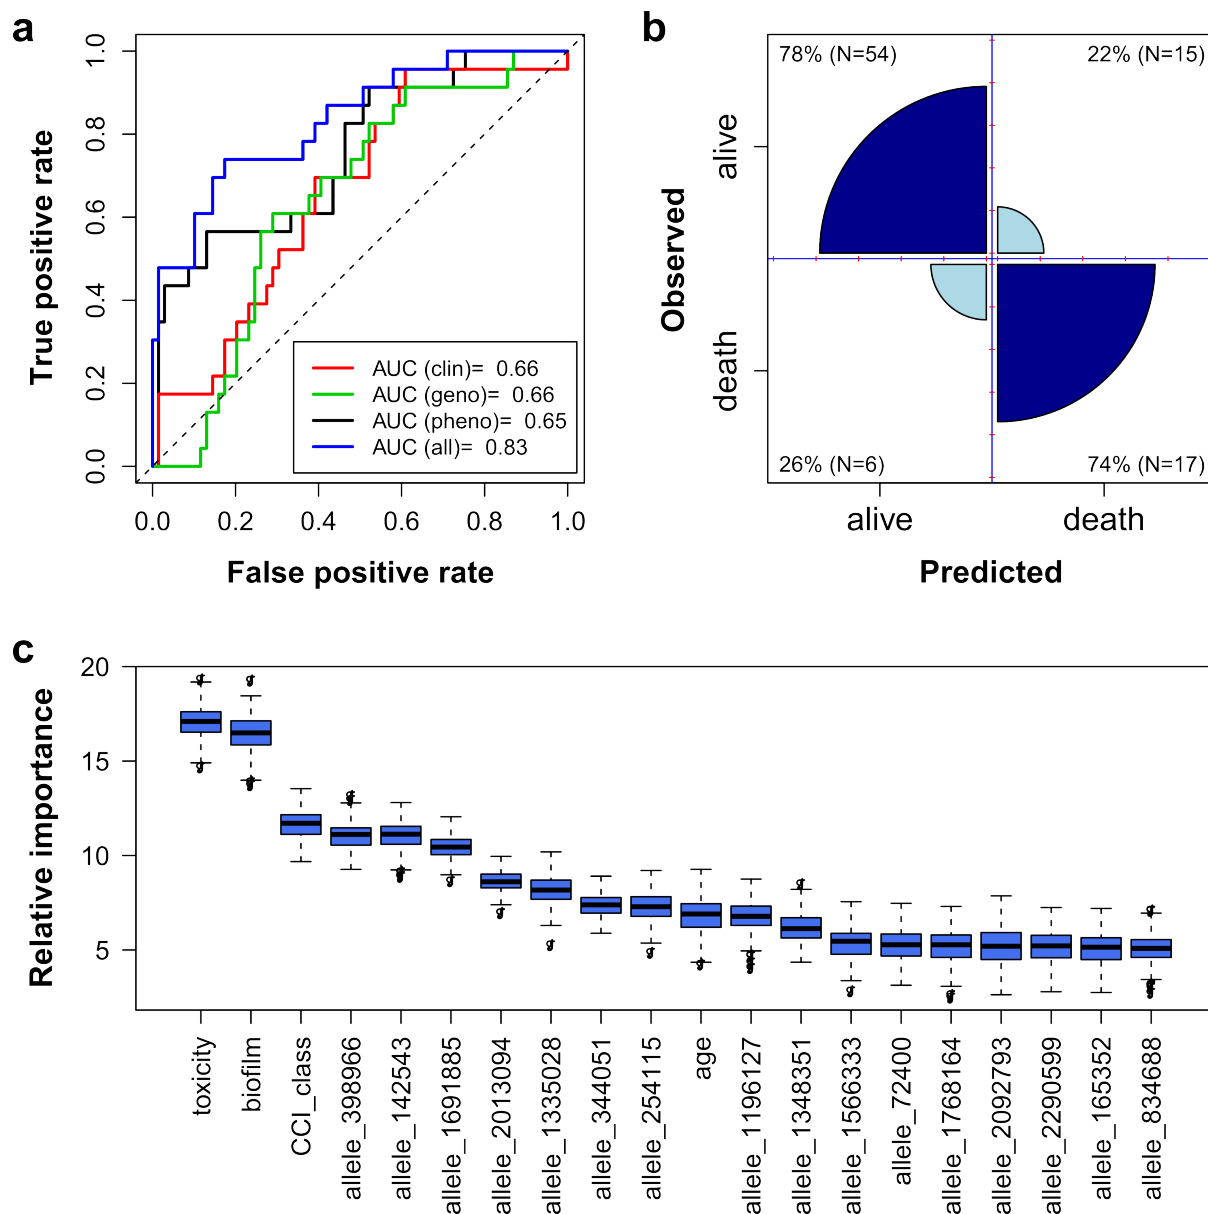 a
True positive rate
1.0
0.8
0.6
0.4
0.2
0.0
AUC (clin)= 0.66
AUC (geno)= 0.66
AUC (pheno)= 0.65
AUC (all)= 0.83
0.0 0.2 0.4 0.6 0.8 1.0
False positive rate
b
78% (N=54) 22% (N=15)
Observed
alive
death
26% (N=6) 74% (N=17)
alive death
Predicted
c
Relative importance
20
15
10
5
toxicity
biofilm
CCI_class
allele_398966
allele_142543
allele_1691885
allele_2013094
allele_1335028
allele_344051
allele_254115
age
allele_1196127
allele_1348351
allele_1566333
allele_72400
allele_1768164
allele_2092793
allele_2290599
allele_165352
allele_834688